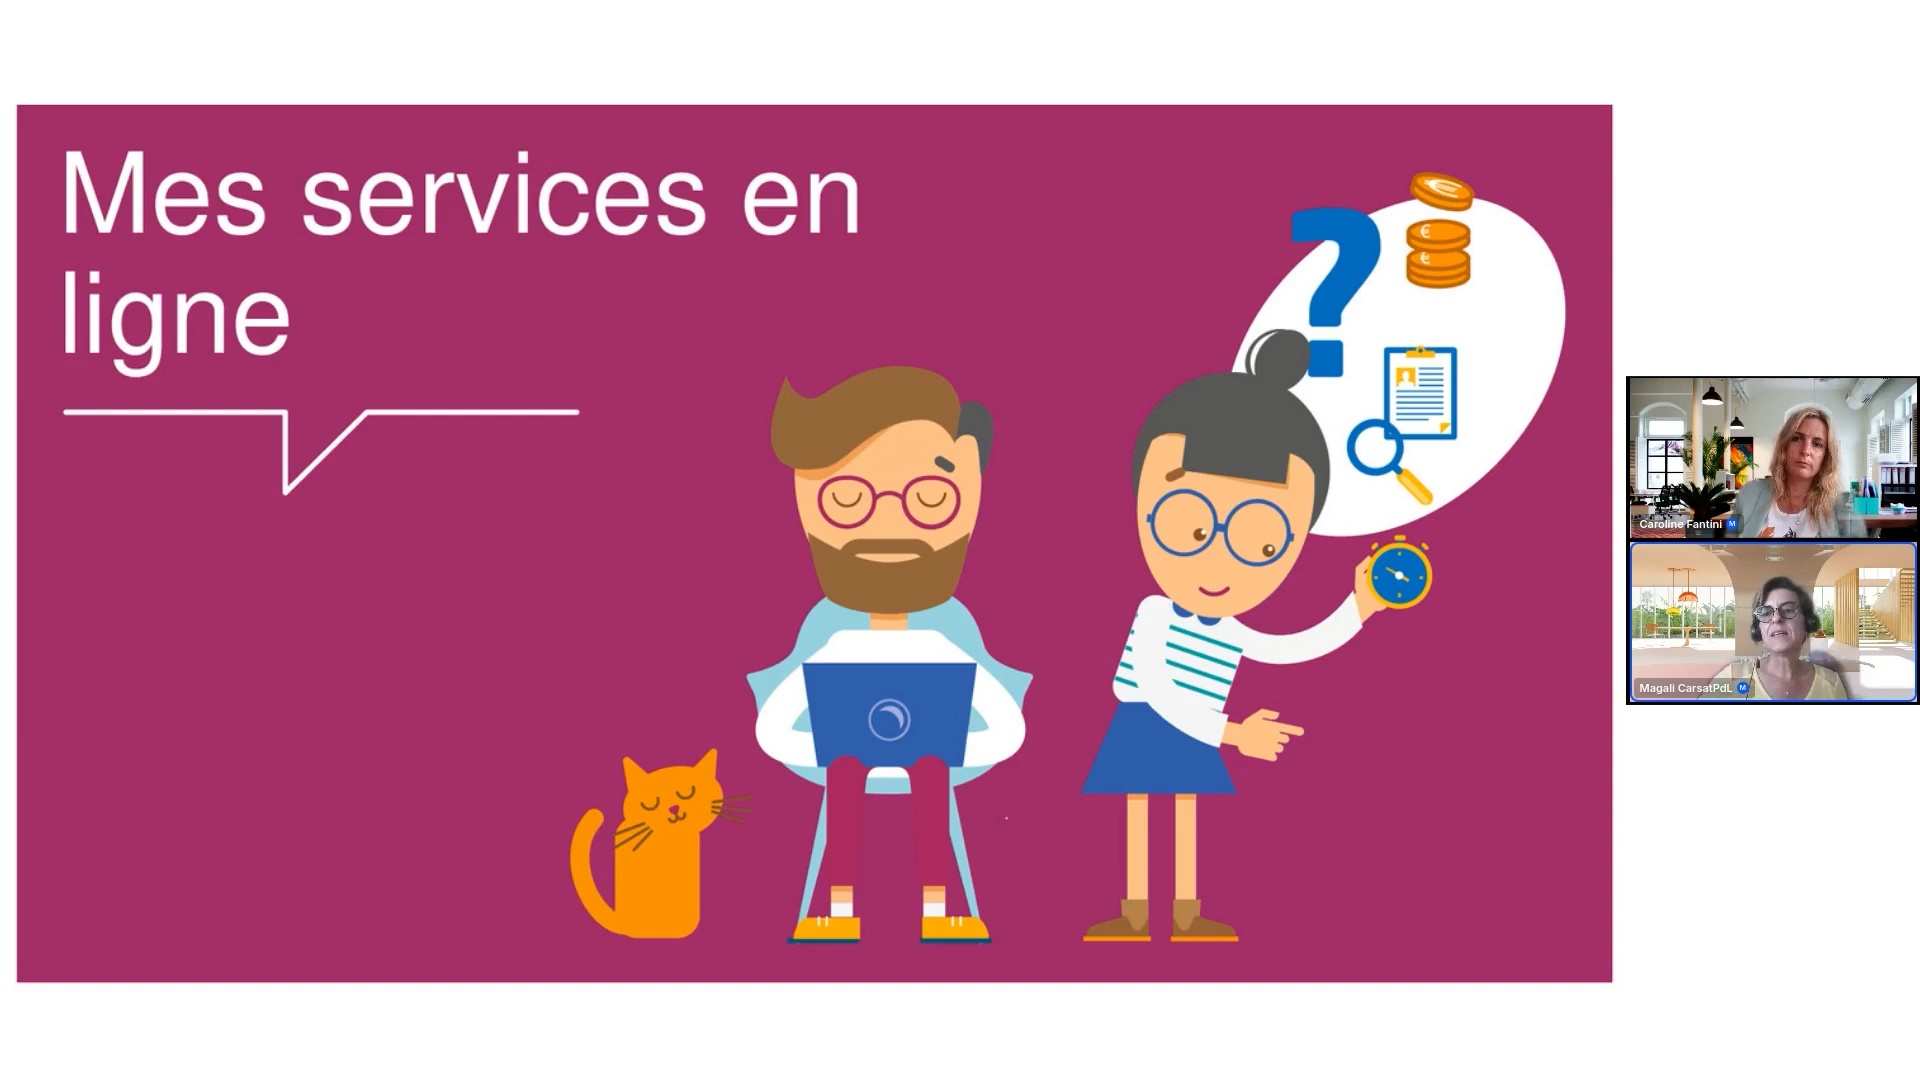 Mes services en
ligne
?
€
€
€
Caroline Fantini M
Magali CarsatPdL M